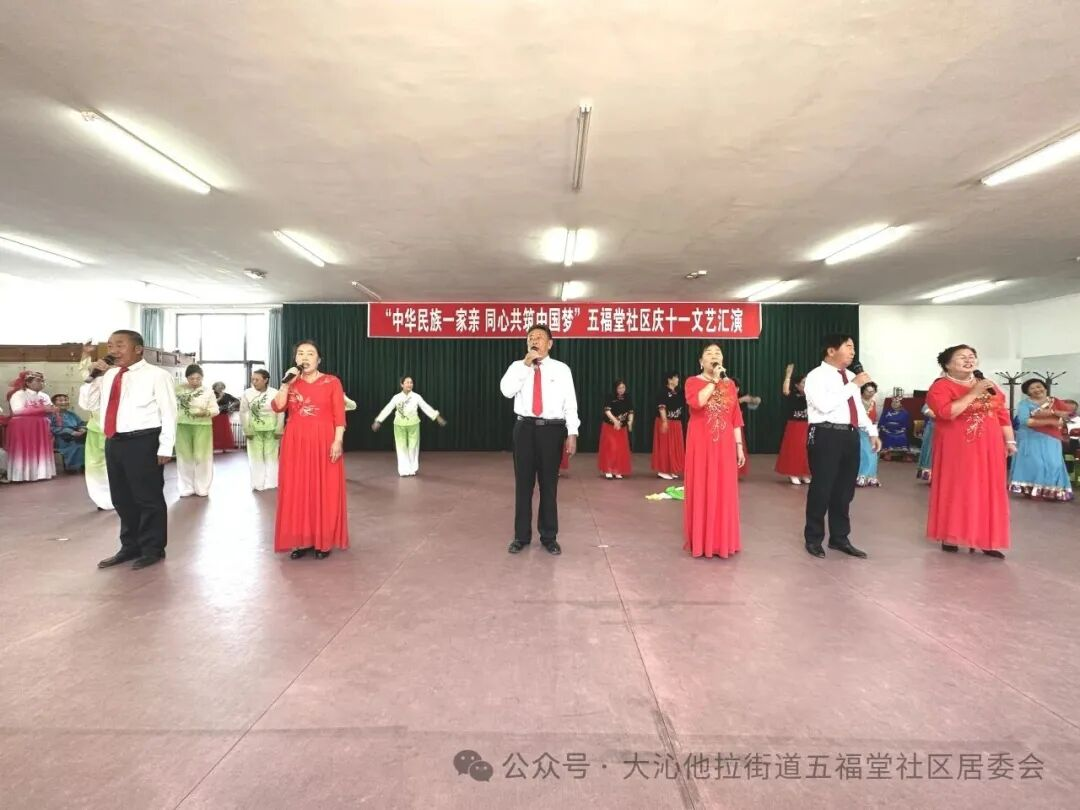 “中华民族一家亲 同心共筑中国梦”五福堂社区庆十一文艺汇演
公众号 · 大沁他拉街道五福堂社区居委会